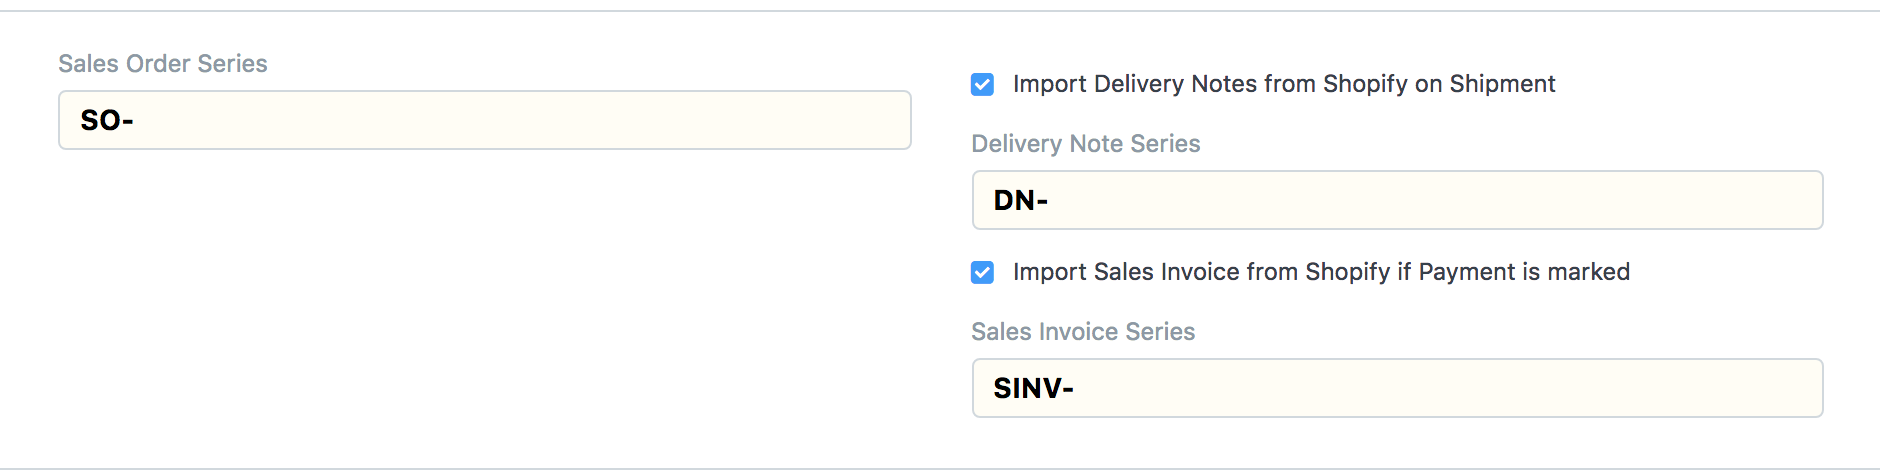 Sales Order Series
SO-
Import Delivery Notes from Shopify on Shipment
Delivery Note Series
DN-
Import Sales Invoice from Shopify if Payment is marked
Sales Invoice Series
SINV-